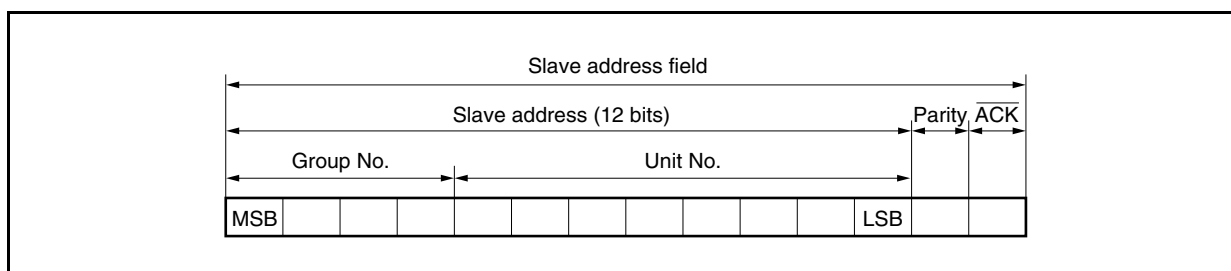 Slave address field
Slave address (12 bits) Parity ACK
Group No. Unit No.
MSB LSB